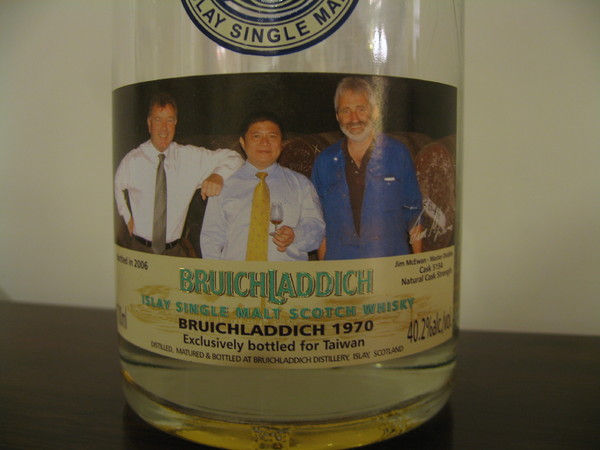 ISLAY SINGLE MALT
Bottled in 2006
Jim McEwan - Master Distiller
Cask 5194
Natural Cask Strength
BRUICHLADDICH
ISLAY SINGLE MALT SCOTCH WHISKY
BRUICHLADDICH 1970
40.2%alc/vol
Exclusively bottled for Taiwan
DISTILLED, MATURED & BOTTLED AT BRUICHLADDICH DISTILLERY, ISLAY, SCOTLAND